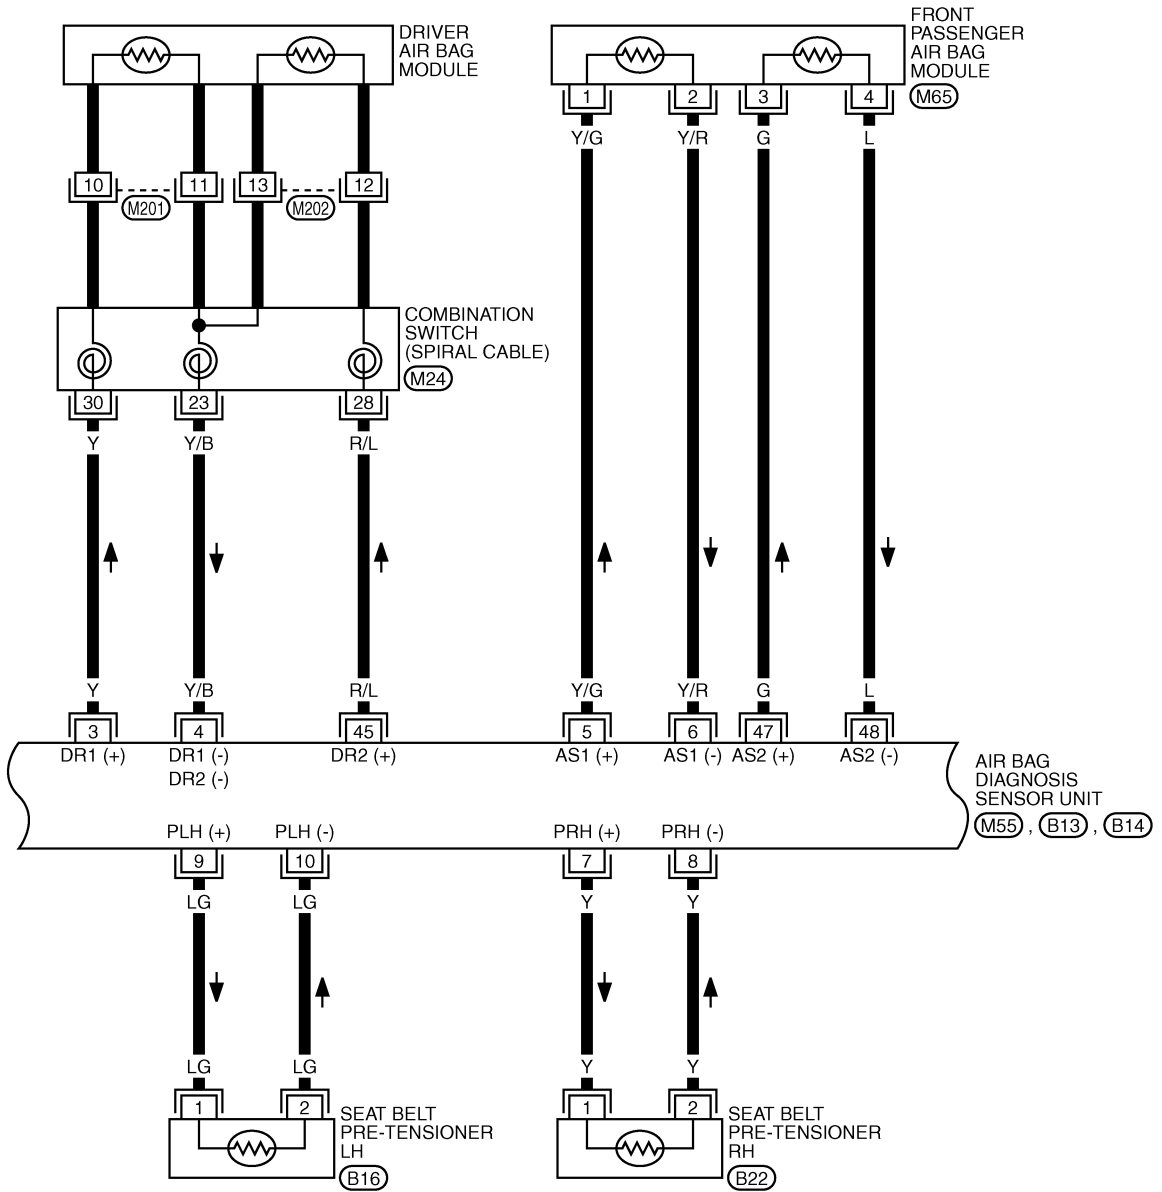 DRIVER
AIR BAG
MODULE
FRONT
PASSENGER
AIR BAG
MODULE
M65
1 2 3 4
Y/G Y/R G L
10 11 13 12
M201 M202
COMBINATION
SWITCH
(SPIRAL CABLE)
M24
30 23 28
Y Y/B R/L
Y Y/B R/L Y/G Y/R G L
3 4 45 5 6 47 48
DR1 (+) DR1 (-) DR2 (+) AS1 (+) AS1 (-) AS2 (+) AS2 (-)
DR2 (-)
AIR BAG
DIAGNOSIS
SENSOR UNIT
M55 , B13 , B14
PLH (+) PLH (-) PRH (+) PRH (-)
9 10 7 8
LG LG Y Y
LG LG Y Y
1 2 1 2
SEAT BELT
PRE-TENSIONER
LH
B16
SEAT BELT
PRE-TENSIONER
RH
B22